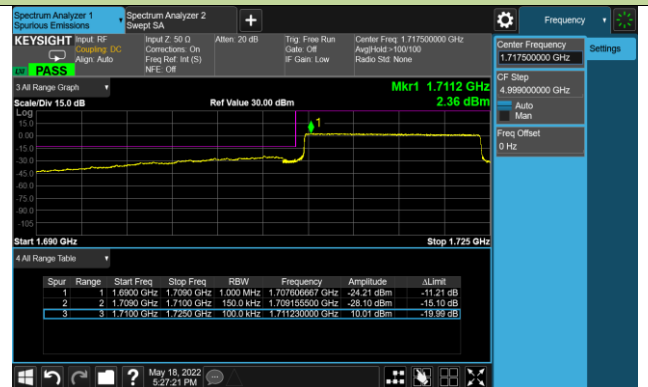 Spectrum Analyzer 1
Spurious Emissions
Spectrum Analyzer 2
Swept SA
Frequency
KEYSIGHT
Input: RF
Coupling: DC
Align: Auto
Input Z: 50 Ω
Corrections: On
Freq Ref: Int (S)
NFE: Off
Atten: 20 dB
Trig: Free Run
Gate: Off
IF Gain: Low
Center Freq: 1.717500000 GHz
Avg|Hold:>100/100
Radio Std: None
PASS
Center Frequency
1.717500000 GHz
Settings
CF Step
4.999000000 GHz
Auto
Man
Freq Offset
0 Hz
3 All Range Graph
Mkr1 1.7112 GHz
Scale/Div 15.0 dB
Ref Value 30.00 dBm
2.36 dBm
Log
15.0
0.00
-15.0
-30.0
-45.0
-60.0
-75.0
-90.0
-105
1
Start 1.690 GHz
Stop 1.725 GHz
4 All Range Table
Spur Range Start Freq Stop Freq RBW Frequency Amplitude ΔLimit
1 1 1.6900 GHz 1.7090 GHz 1.000 MHz 1.707606667 GHz -24.21 dBm -11.21 dB
2 2 1.7090 GHz 1.7100 GHz 150.0 kHz 1.709155500 GHz -28.10 dBm -15.10 dB
3 3 1.7100 GHz 1.7250 GHz 100.0 kHz 1.711230000 GHz 10.01 dBm -19.99 dB
May 18, 2022
5:27:21 PM